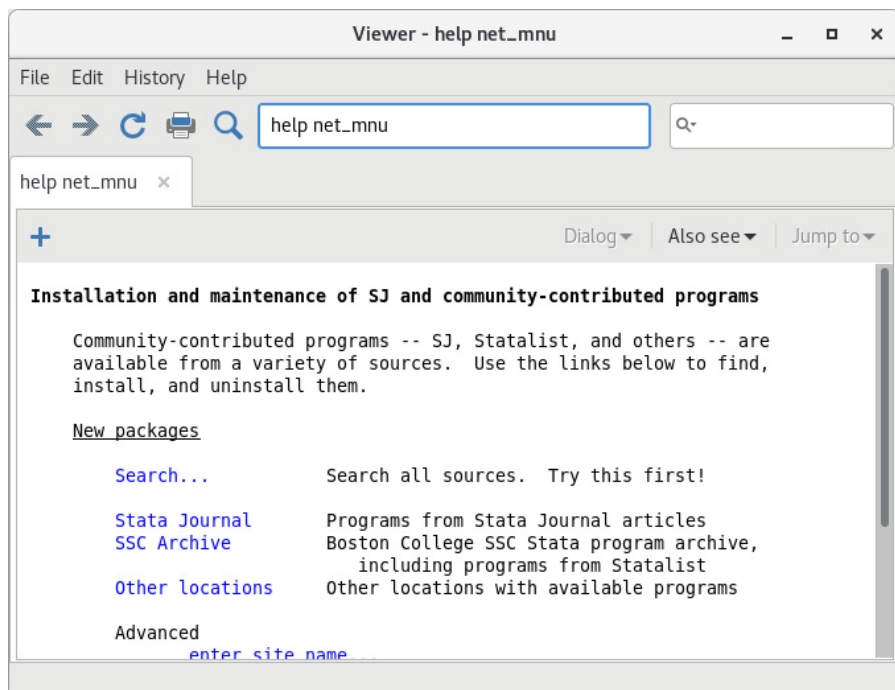 Viewer - help net_mnu
File Edit History Help
help net_mnu
help net_mnu
Dialog Also see Jump to
Installation and maintenance of SJ and community-contributed programs
Community-contributed programs -- SJ, Statalist, and others -- are
available from a variety of sources. Use the links below to find,
install, and uninstall them.
New packages
Search... Search all sources. Try this first!
Stata Journal Programs from Stata Journal articles
SSC Archive Boston College SSC Stata program archive,
including programs from Statalist
Other locations Other locations with available programs
Advanced
enter site name...